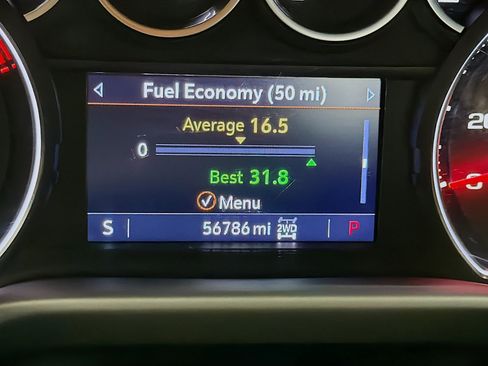 Fuel Economy (50 mi)
Average 16.5
0
Best 31.8
Menu
S 56786 mi 2WD P